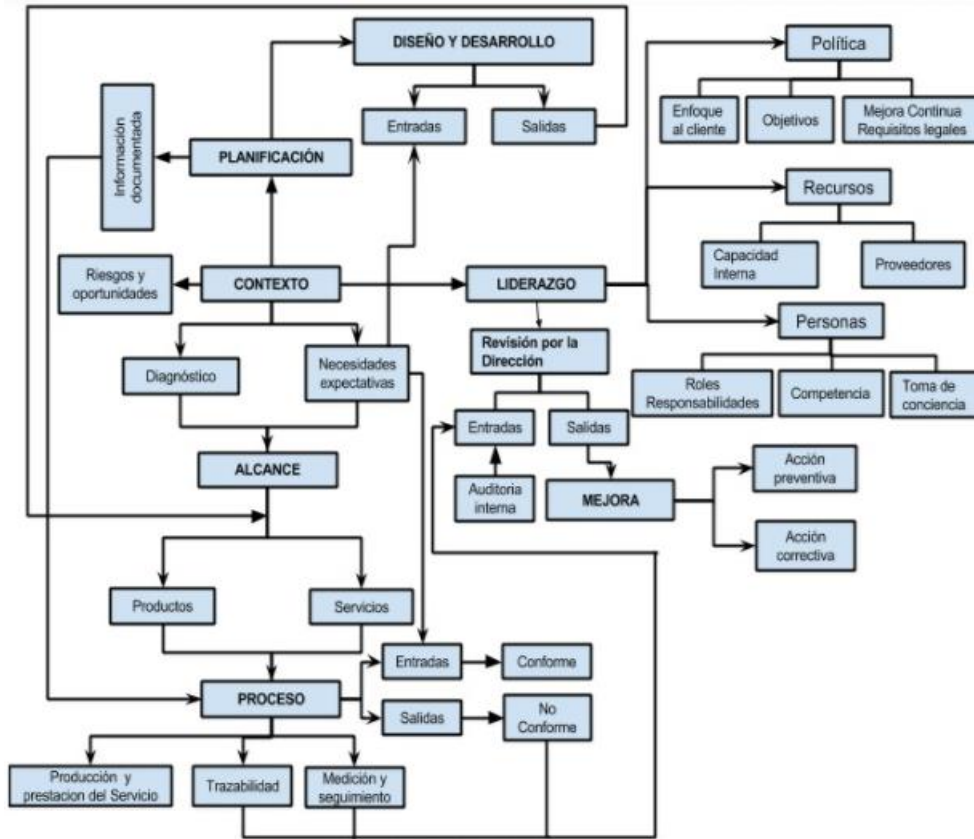 DISEÑO Y DESARROLLO
Política
Enfoque
al cliente
Objetivos
Mejora Continua
Requisitos legales
Entradas
Salidas
Información
documentada
PLANIFICACIÓN
Recursos
Capacidad
Interna
Proveedores
Riesgos y
oportunidades
CONTEXTO
LIDERAZGO
Personas
Revisión por la
Dirección
Diagnóstico
Necesidades
expectativas
Roles
Responsabilidades
Competencia
Toma de
conciencia
Entradas
Salidas
ALCANCE
Auditoria
interna
MEJORA
Acción
preventiva
Acción
correctiva
Productos
Servicios
Entradas
Conforme
PROCESO
Salidas
No
Conforme
Producción y
prestacion del Servicio
Trazabilidad
Medición y
seguimiento